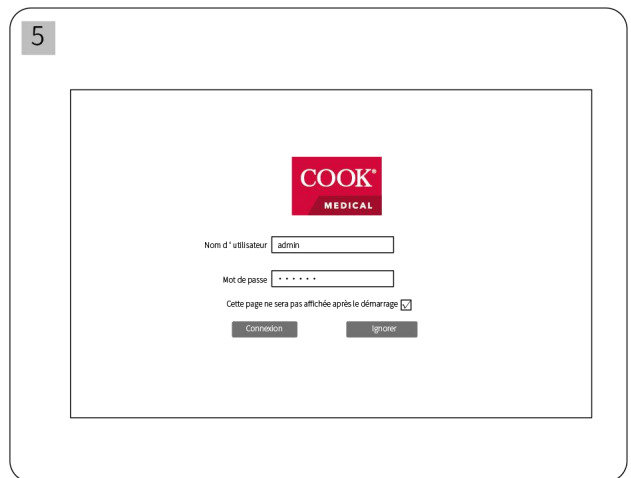 5
COOK®
MEDICAL
Nom d'utilisateur admin
Mot de passe ······
Cette page ne sera pas affichée après le démarrage
Connexion Ignorer